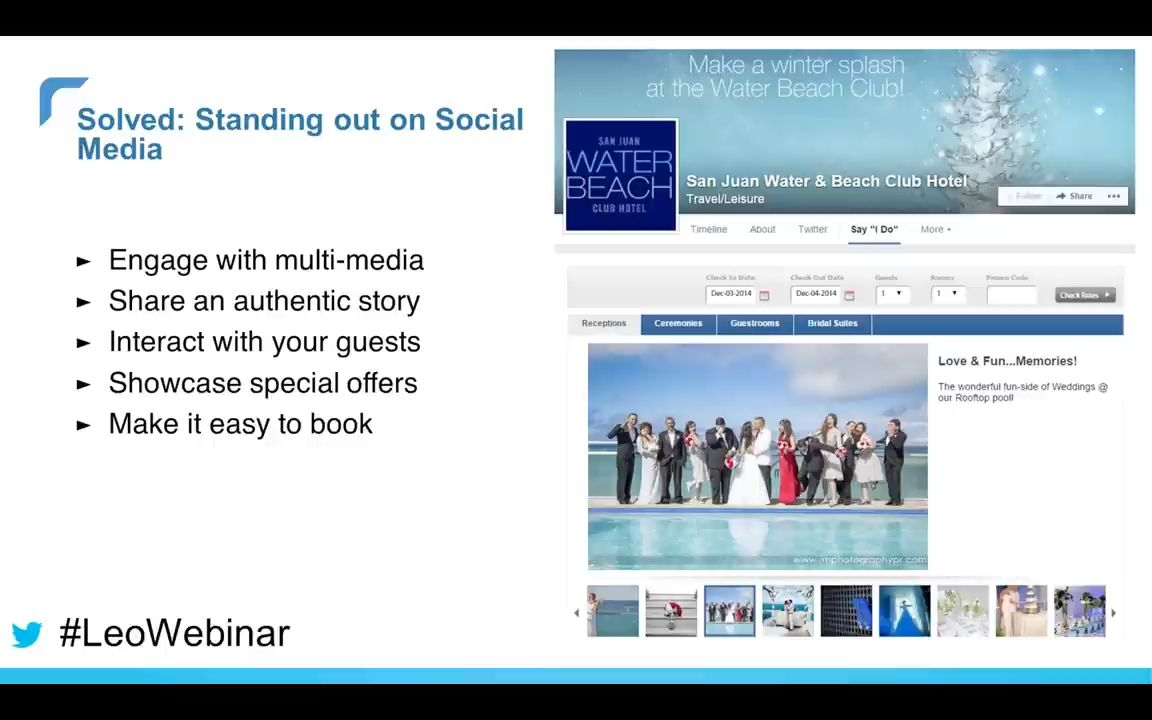 Solved: Standing out on Social
Media
► Engage with multi-media
► Share an authentic story
► Interact with your guests
► Showcase special offers
► Make it easy to book
#LeoWebinar
Make a winter splash
at the Water Beach Club!
SAN JUAN
WATER
BEACH
CLUB HOTEL
San Juan Water & Beach Club Hotel
Travel/Leisure
Follow Share •••
Timeline About Twitter Say "I Do" More
Check In Date Check Out Date Guests Rooms Promo Code
Dec-03-2014 Dec-04-2014 1 1 Check Rates
Receptions Ceremonies Guestrooms Bridal Suites
Love & Fun...Memories!
The wonderful fun-side of Weddings @
our Rooftop pool!
www.jmphotographypr.com